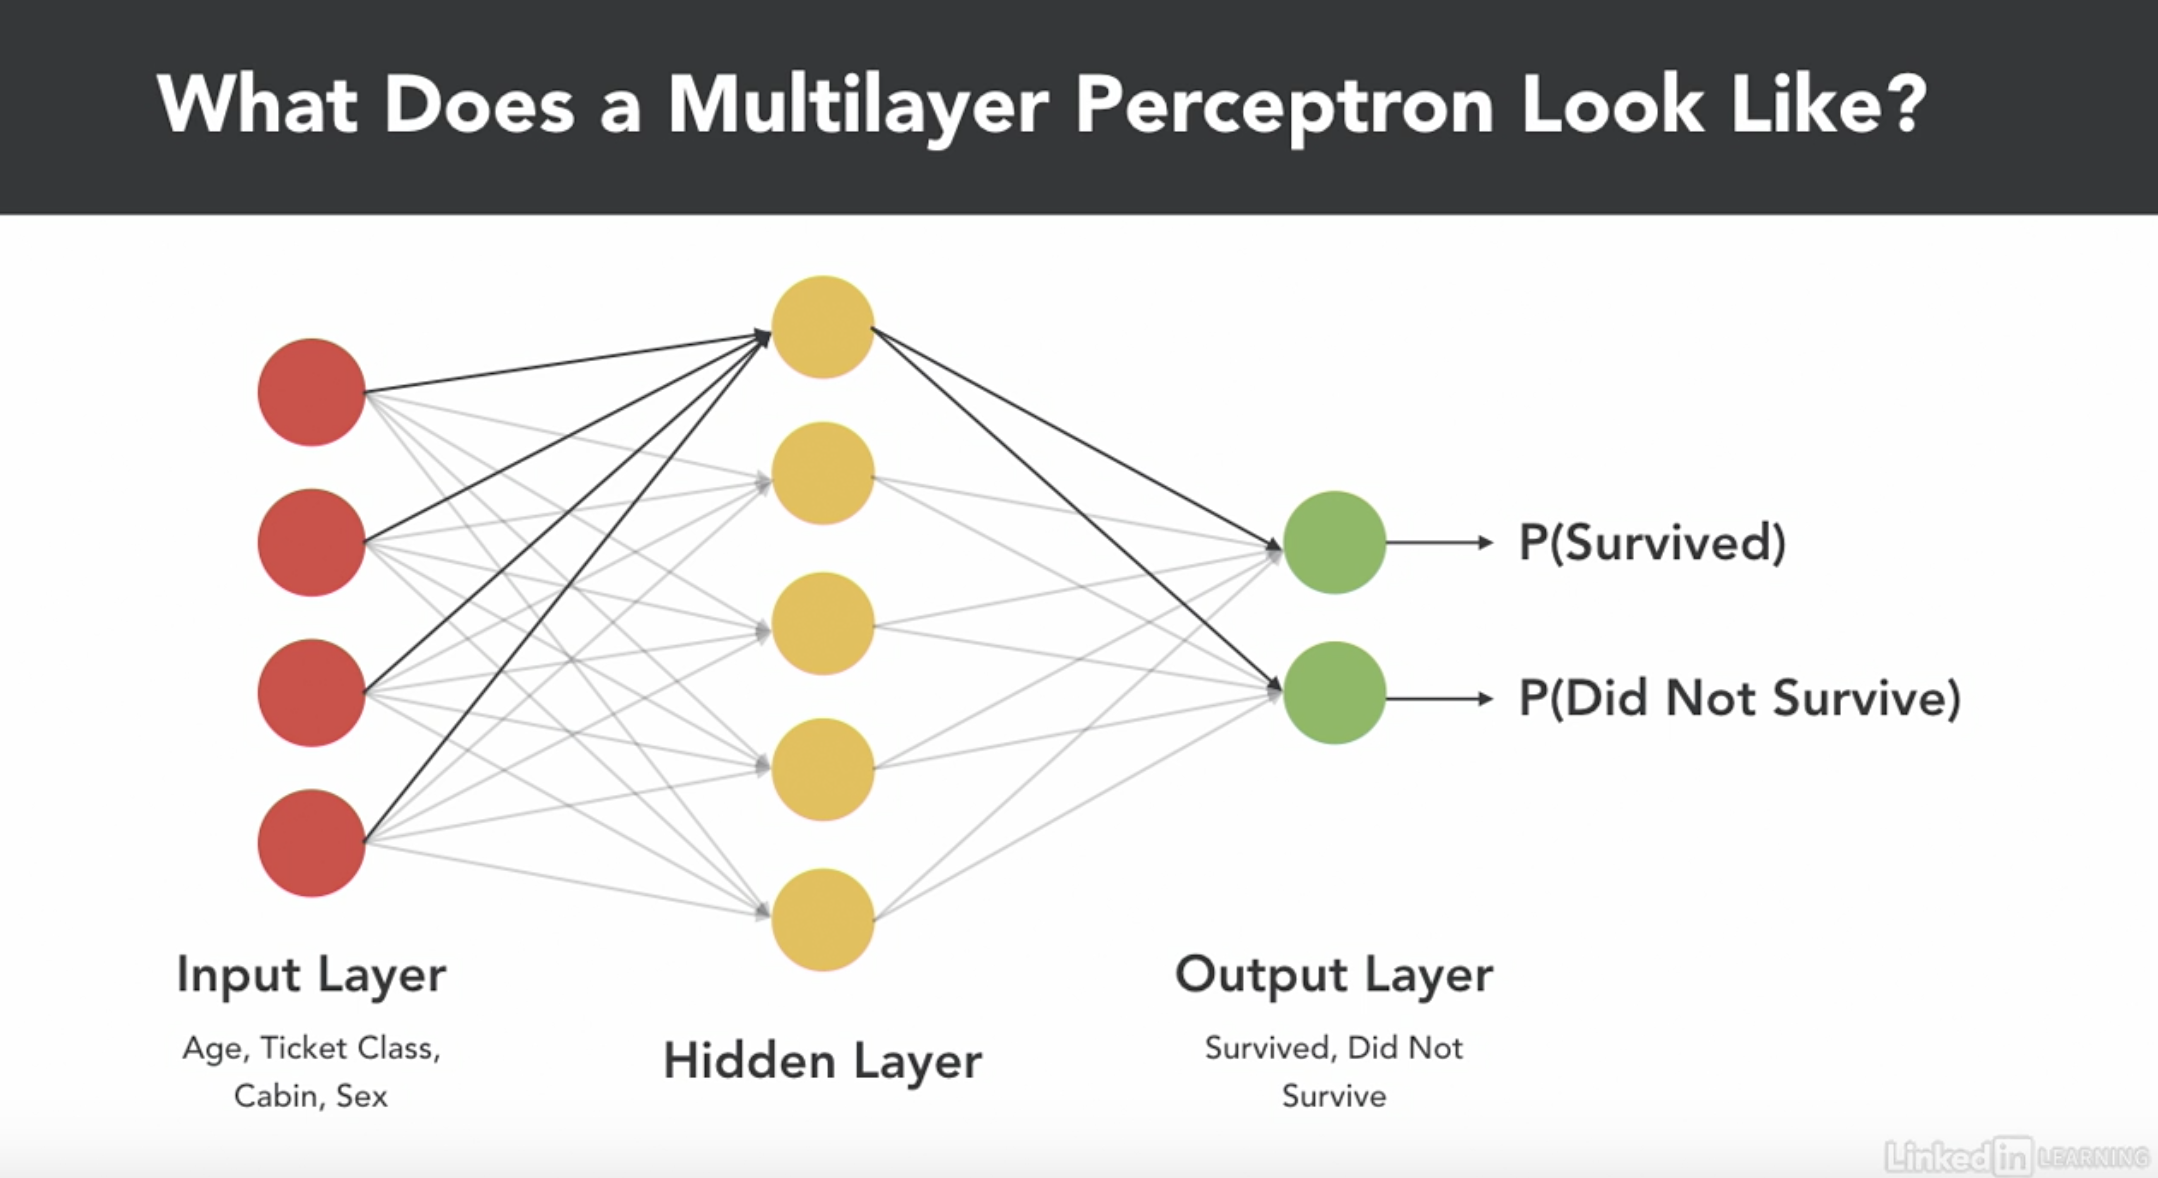 What Does a Multilayer Perceptron Look Like?
P(Survived)
P(Did Not Survive)
Input Layer
Age, Ticket Class,
Cabin, Sex
Hidden Layer
Output Layer
Survived, Did Not
Survive
Linked in LEARNING